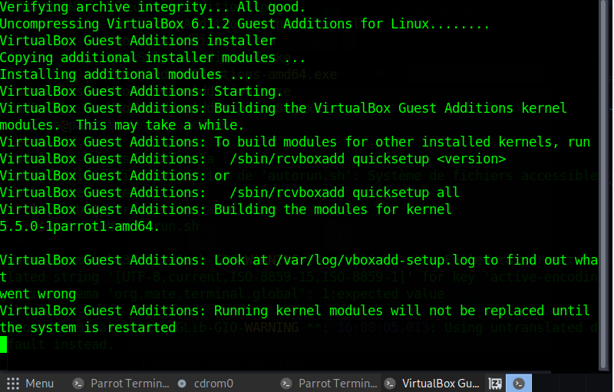 Verifying archive integrity... All good.
Uncompressing VirtualBox 6.1.2 Guest Additions for Linux........
VirtualBox Guest Additions installer
Copying additional installer modules ...
Installing additional modules ...
VirtualBox Guest Additions: Starting.
VirtualBox Guest Additions: Building the VirtualBox Guest Additions kernel
modules.  This may take a while.
VirtualBox Guest Additions: To build modules for other installed kernels, run
VirtualBox Guest Additions:   /sbin/rcvboxadd quicksetup <version>
VirtualBox Guest Additions: or
VirtualBox Guest Additions:   /sbin/rcvboxadd quicksetup all
VirtualBox Guest Additions: Building the modules for kernel
5.5.0-1parrot1-amd64.
VirtualBox Guest Additions: Look at /var/log/vboxadd-setup.log to find out wha
t
went wrong
VirtualBox Guest Additions: Running kernel modules will not be replaced until
the system is restarted
Menu
Parrot Termin...
cdrom0
Parrot Termin...
VirtualBox Gu...